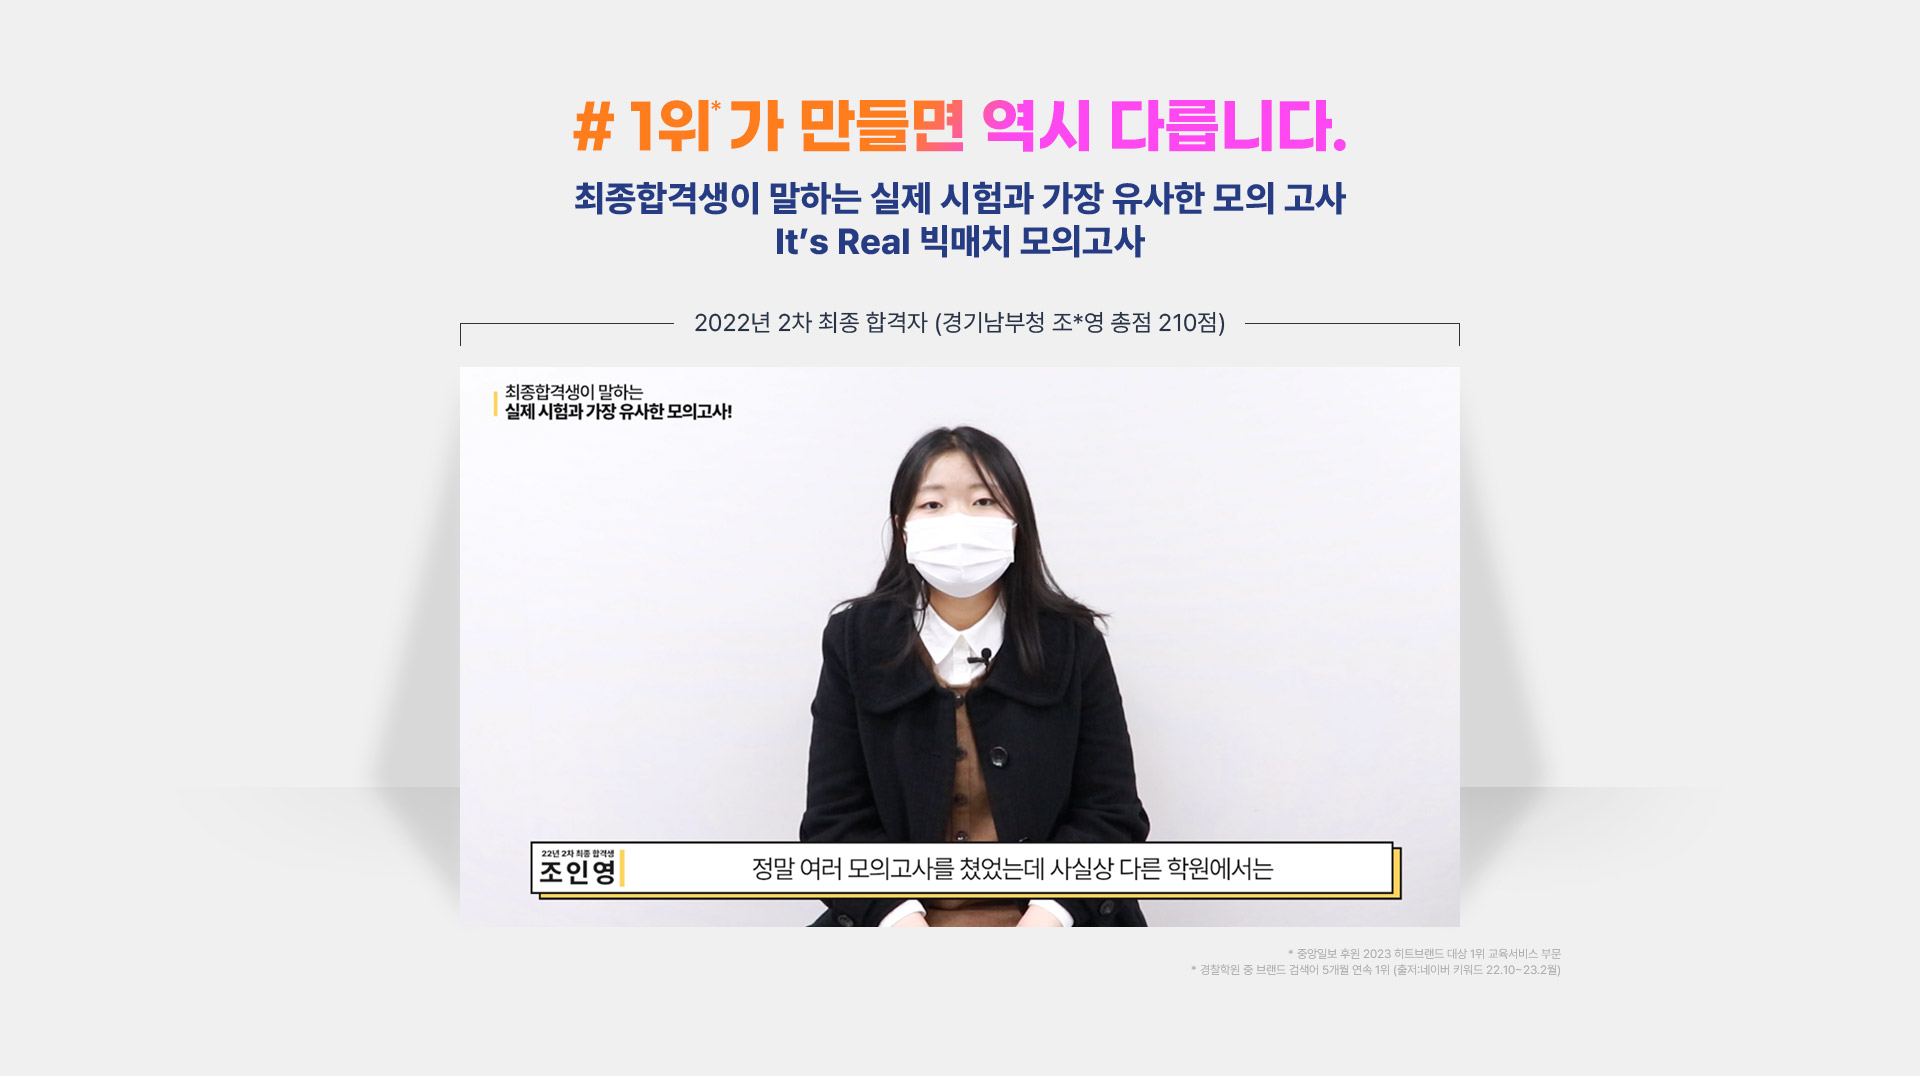 # 1위*가 만들면 역시 다릅니다.
최종합격생이 말하는 실제 시험과 가장 유사한 모의 고사
It's Real 빅매치 모의고사
2022년 2차 최종 합격자 (경기남부청 조*영 총점 210점)
최종합격생이 말하는
실제 시험과 가장 유사한 모의고사!
22년 2차 최종 합격생
조인영
정말 여러 모의고사를 쳤었는데 사실상 다른 학원에서는
* 중앙일보 후원 2023 히트브랜드 대상 1위 교육서비스 부문
* 경찰학원 중 브랜드 검색어 5개월 연속 1위 (출저:네이버 키워드 22.10~23.2월)